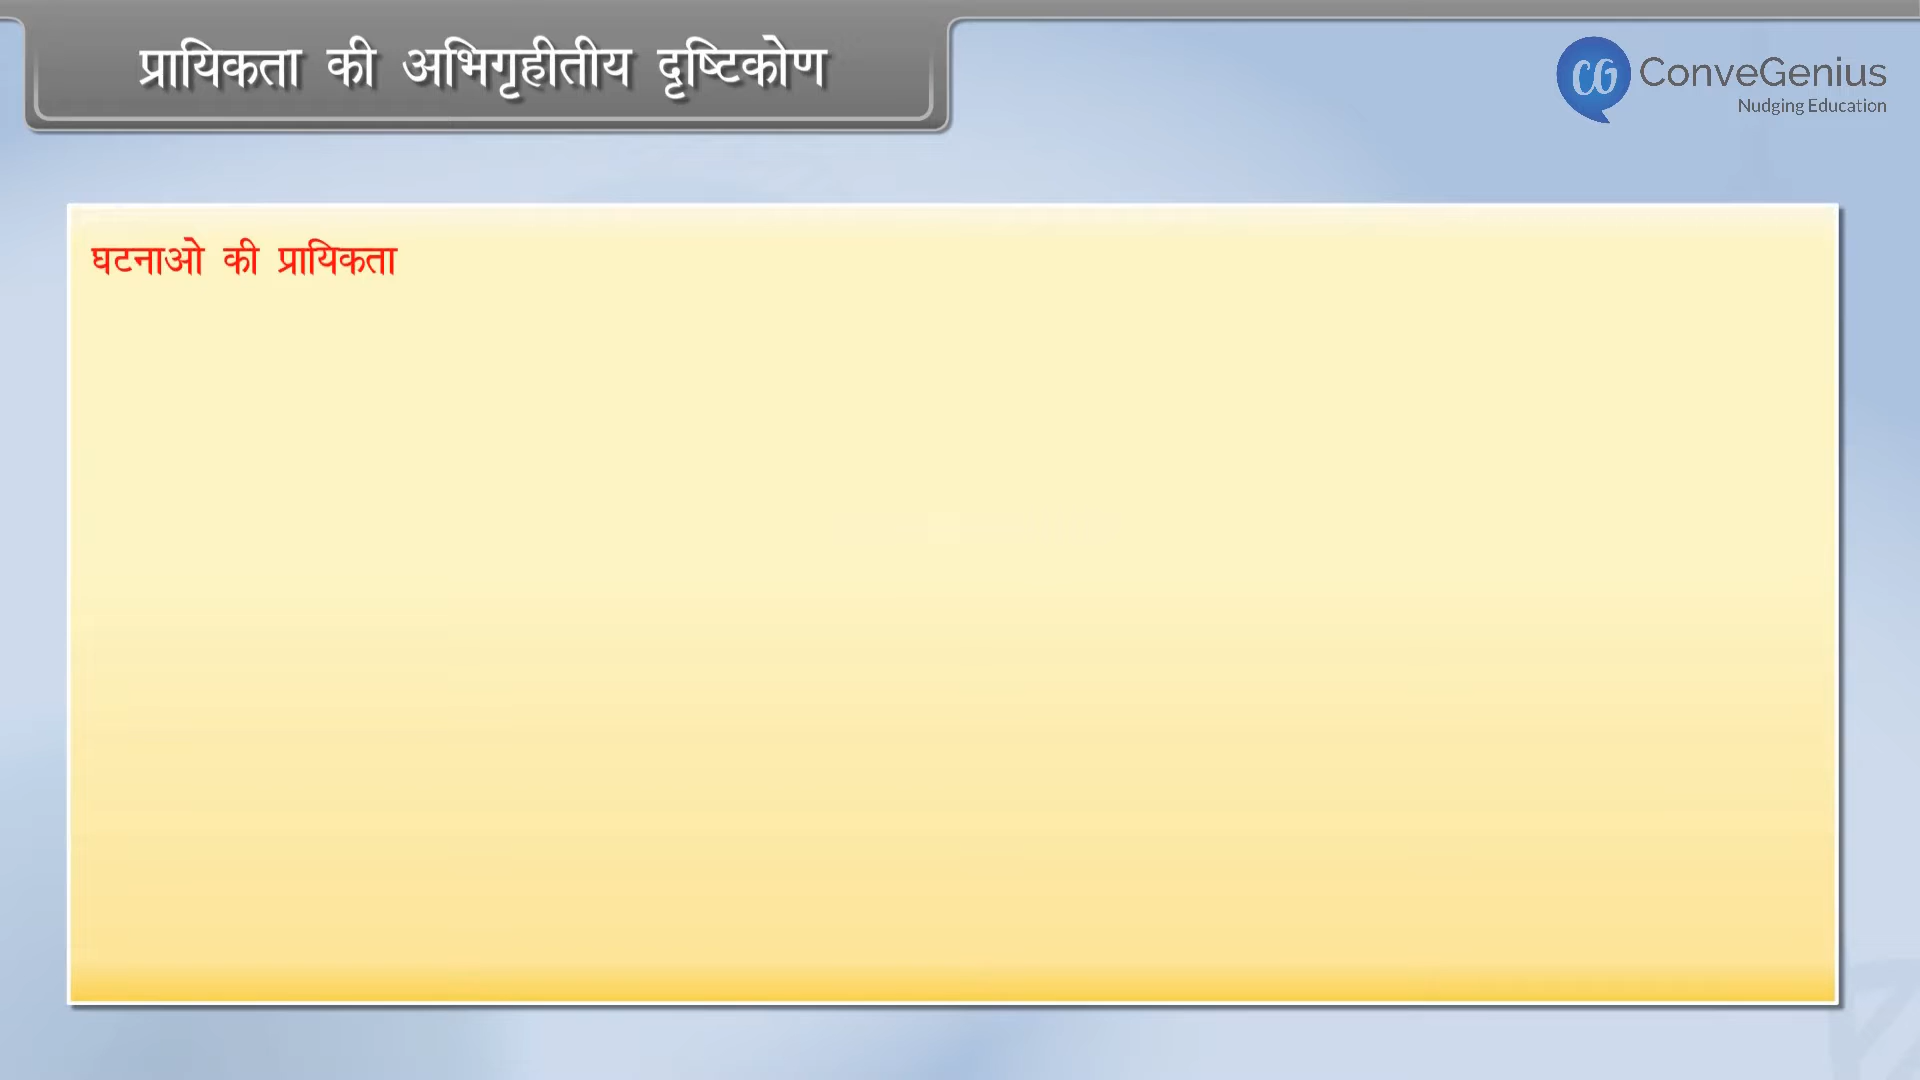 प्रायिकता की अभिगृहीतीय दृष्टिकोण
ConveGenius
Nudging Education
घटनाओ की प्रायिकता